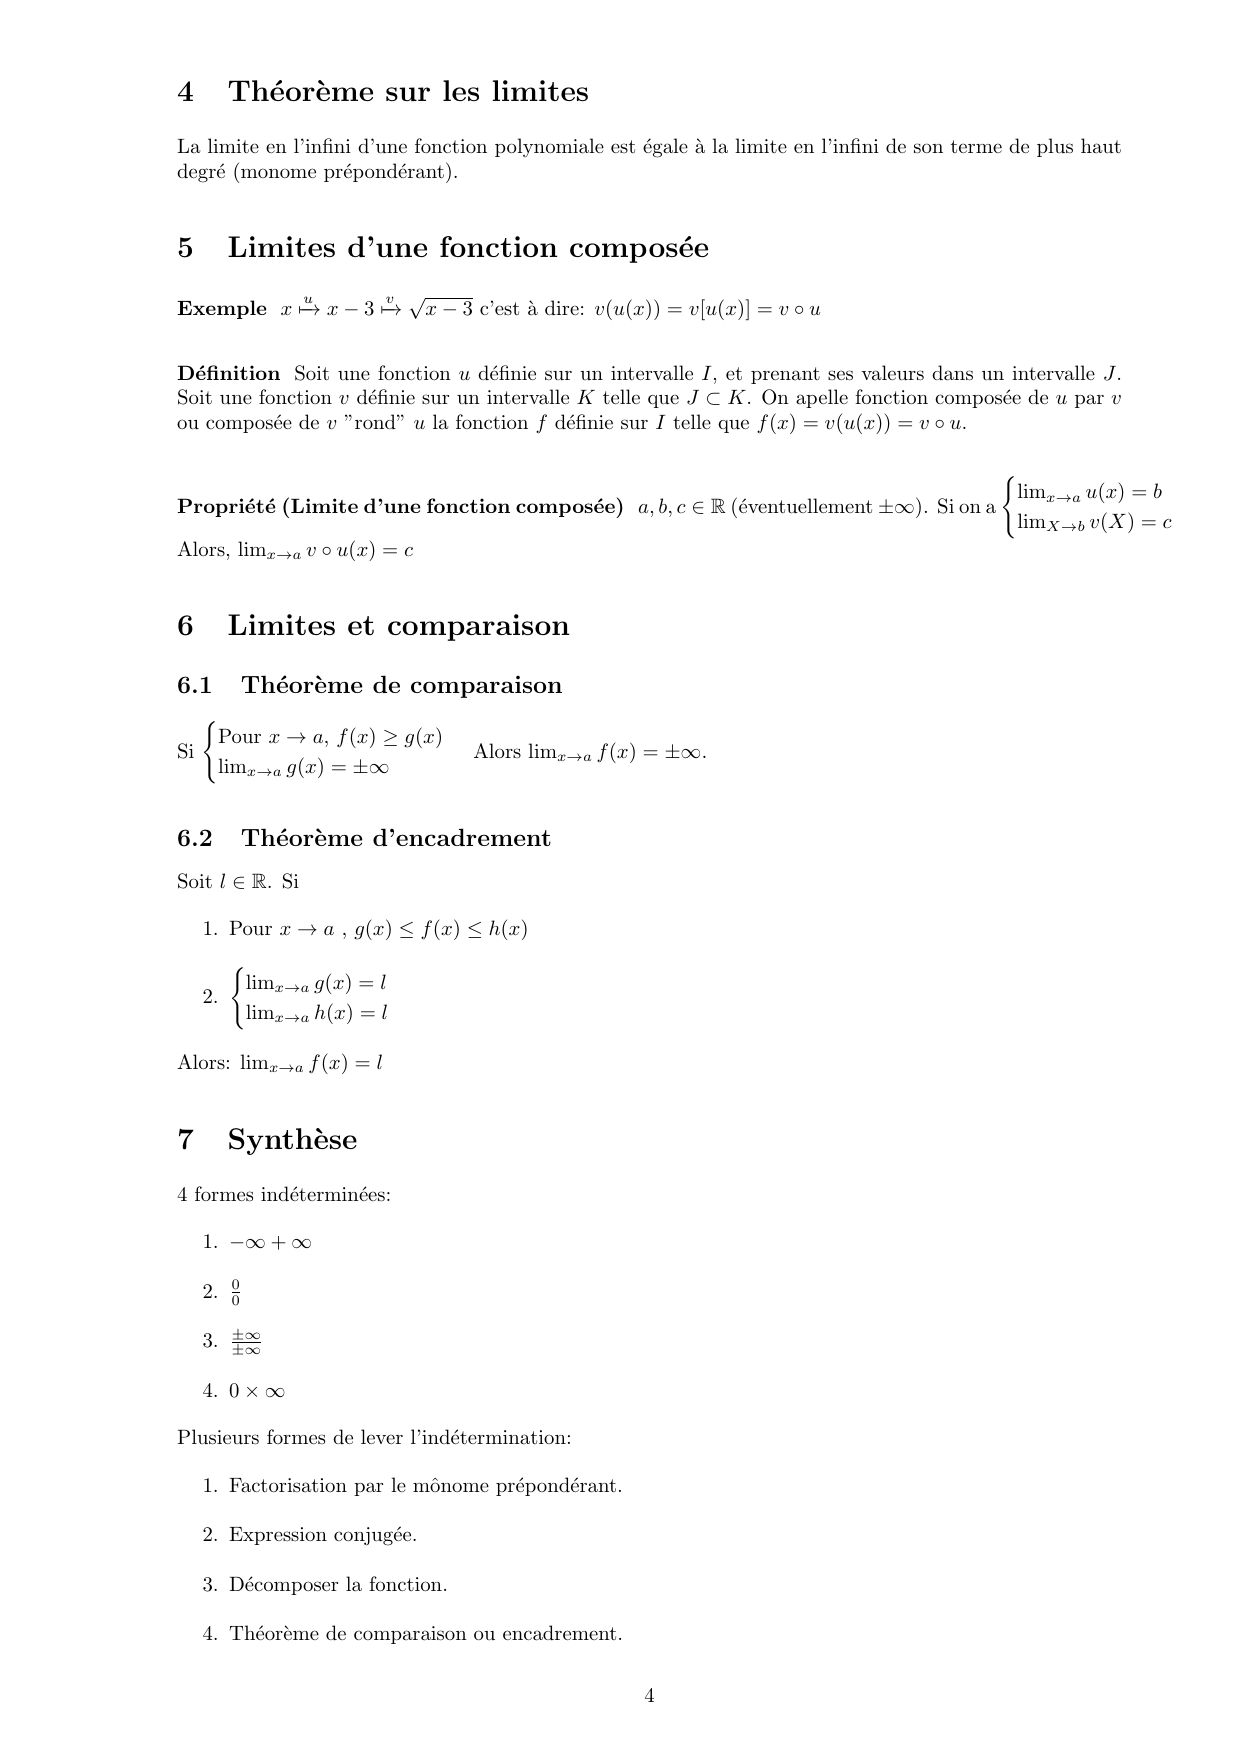 4 Théorème sur les limites
La limite en l'infini d'une fonction polynomiale est égale à la limite en l'infini de son terme de plus haut
degré (monome prépondérant).
5 Limites d'une fonction composée
Exemple $x \overset{u}{\mapsto} x - 3 \overset{v}{\mapsto} \sqrt{x-3}$ c'est à dire: $v(u(x)) = v[u(x)] = v \circ u$
Définition Soit une fonction $u$ définie sur un intervalle $I$, et prenant ses valeurs dans un intervalle $J$.
Soit une fonction $v$ définie sur un intervalle $K$ telle que $J \subset K$. On apelle fonction composée de $u$ par $v$
ou composée de $v$ "rond" $u$ la fonction $f$ définie sur $I$ telle que $f(x) = v(u(x)) = v \circ u$.
Propriété (Limite d'une fonction composée) $a, b, c \in \mathbb{R}$ (éventuellement $\pm\infty$). Si on a $\begin{cases} \lim_{x \to a} u(x) = b \\ \lim_{X \to b} v(X) = c \end{cases}$
Alors, $\lim_{x \to a} v \circ u(x) = c$
6 Limites et comparaison
6.1 Théorème de comparaison
Si $\begin{cases} \text{Pour } x \to a, f(x) \geq g(x) \\ \lim_{x \to a} g(x) = \pm\infty \end{cases}$ Alors $\lim_{x \to a} f(x) = \pm\infty$.
6.2 Théorème d'encadrement
Soit $l \in \mathbb{R}$. Si
1. Pour $x \to a$ , $g(x) \leq f(x) \leq h(x)$
2. $\begin{cases} \lim_{x \to a} g(x) = l \\ \lim_{x \to a} h(x) = l \end{cases}$
Alors: $\lim_{x \to a} f(x) = l$
7 Synthèse
4 formes indéterminées:
1. $-\infty + \infty$
2. $\frac{0}{0}$
3. $\frac{\pm\infty}{\pm\infty}$
4. $0 \times \infty$
Plusieurs formes de lever l'indétermination:
1. Factorisation par le mônome prépondérant.
2. Expression conjugée.
3. Décomposer la fonction.
4. Théorème de comparaison ou encadrement.
4